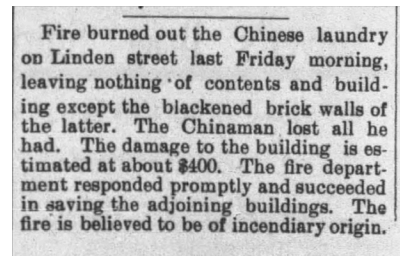 Fire burned out the Chinese laundry
on Linden street last Friday morning,
leaving nothing of contents and build-
ing except the blackened brick walls of
the latter. The Chinaman lost all he
had. The damage to the building is es-
timated at about $400. The fire depart-
ment responded promptly and succeeded
in saving the adjoining buildings. The
fire is believed to be of incendiary origin.